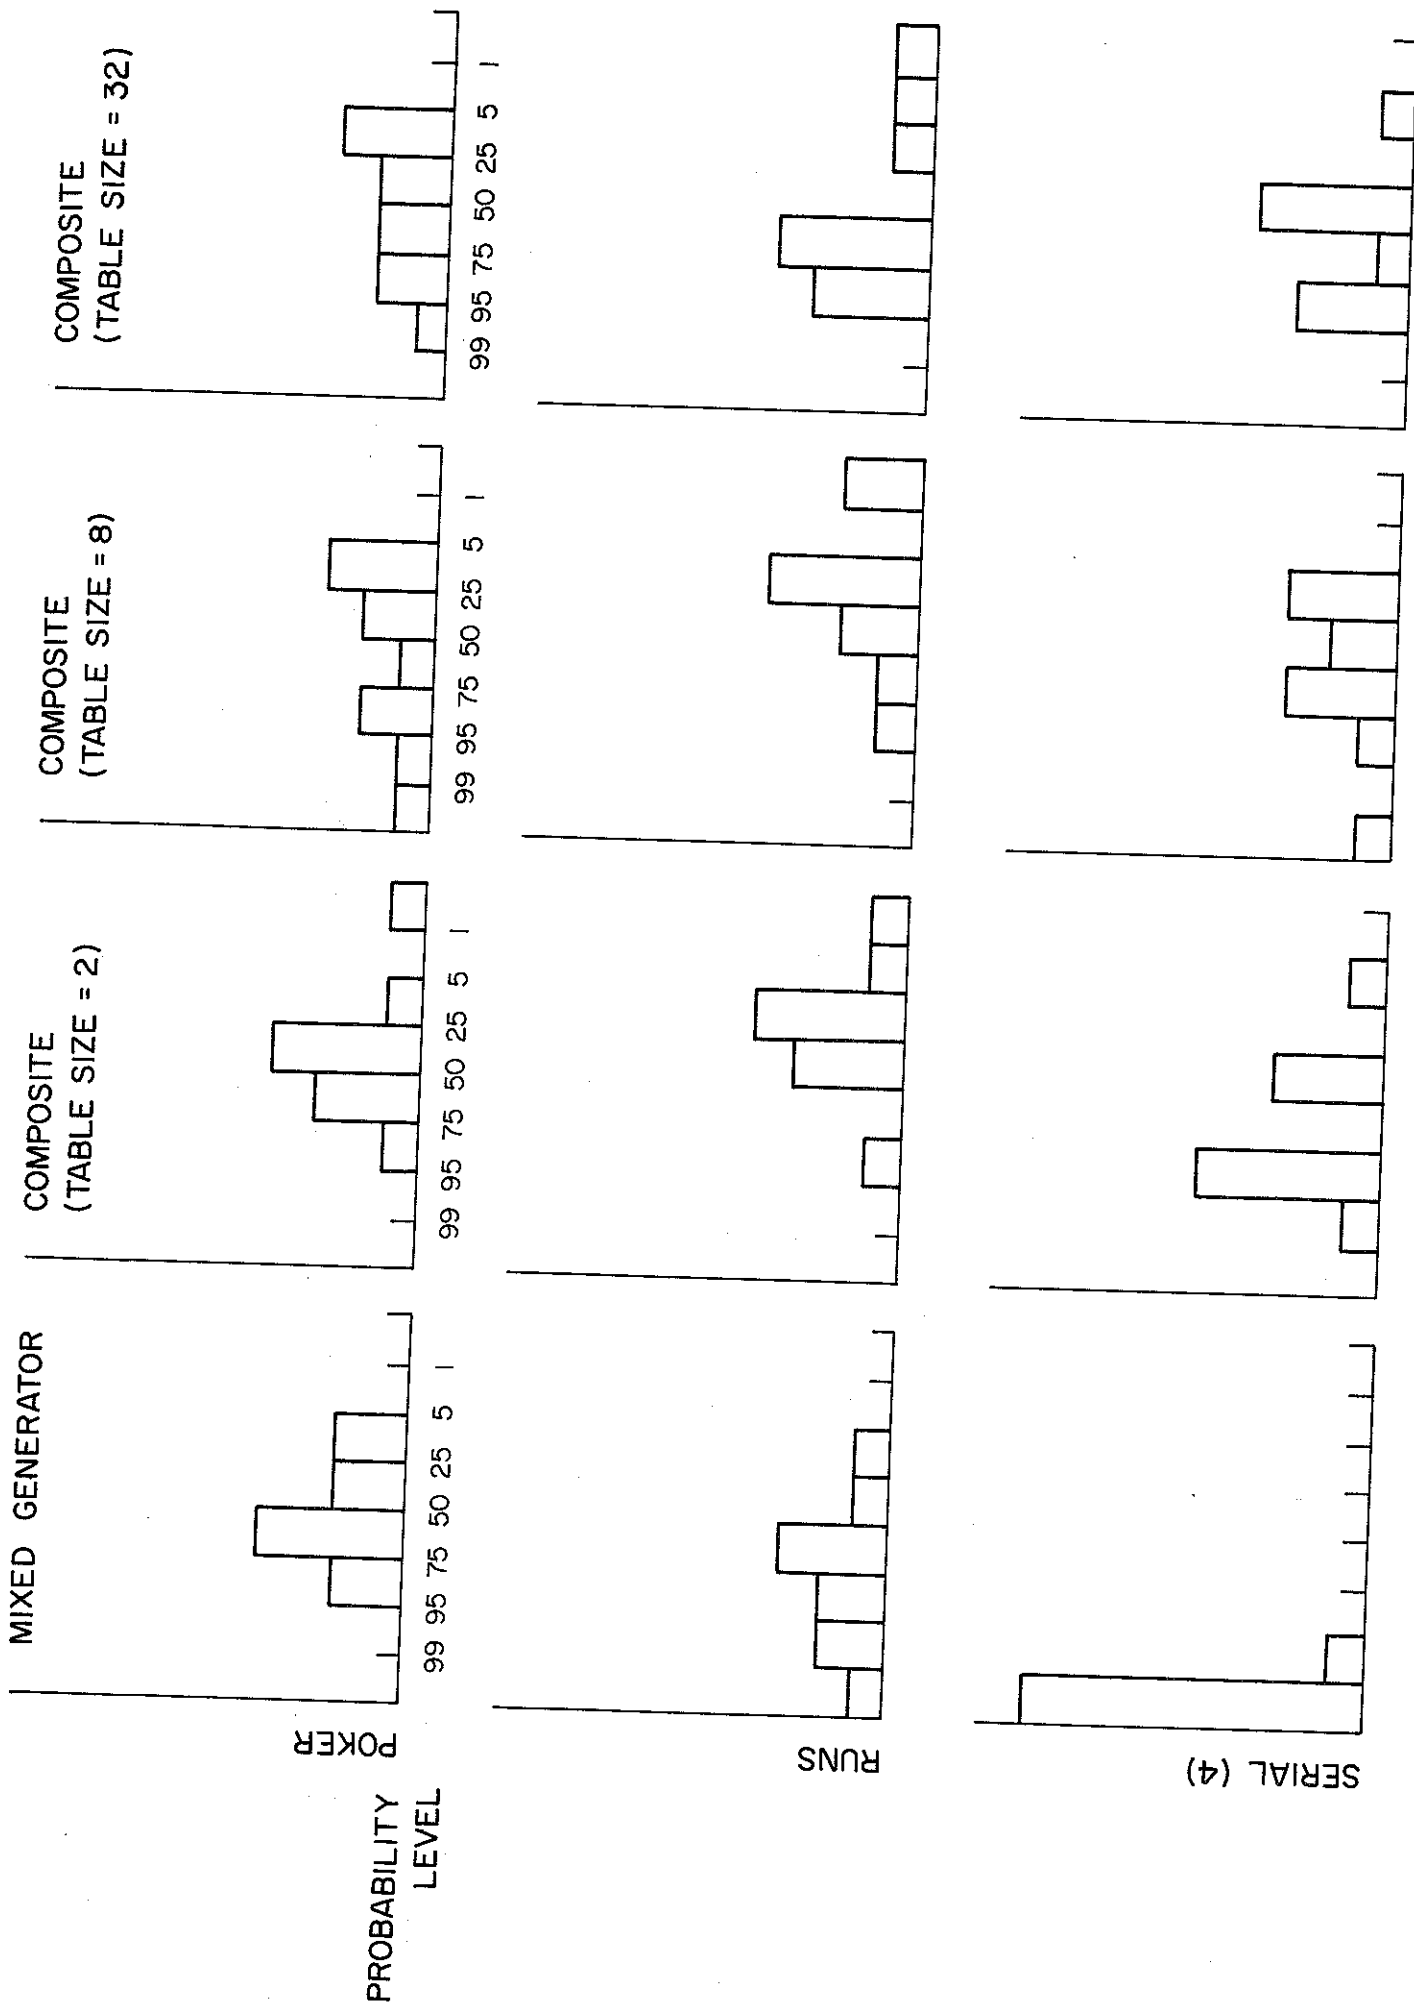 MIXED GENERATOR
COMPOSITE
(TABLE SIZE = 2)
COMPOSITE
(TABLE SIZE = 8)
COMPOSITE
(TABLE SIZE = 32)
POKER
PROBABILITY
LEVEL
99 95 75 50 25 5 1
99 95 75 50 25 5 1
99 95 75 50 25 5 1
99 95 75 50 25 5 1
RUNS
SERIAL (4)